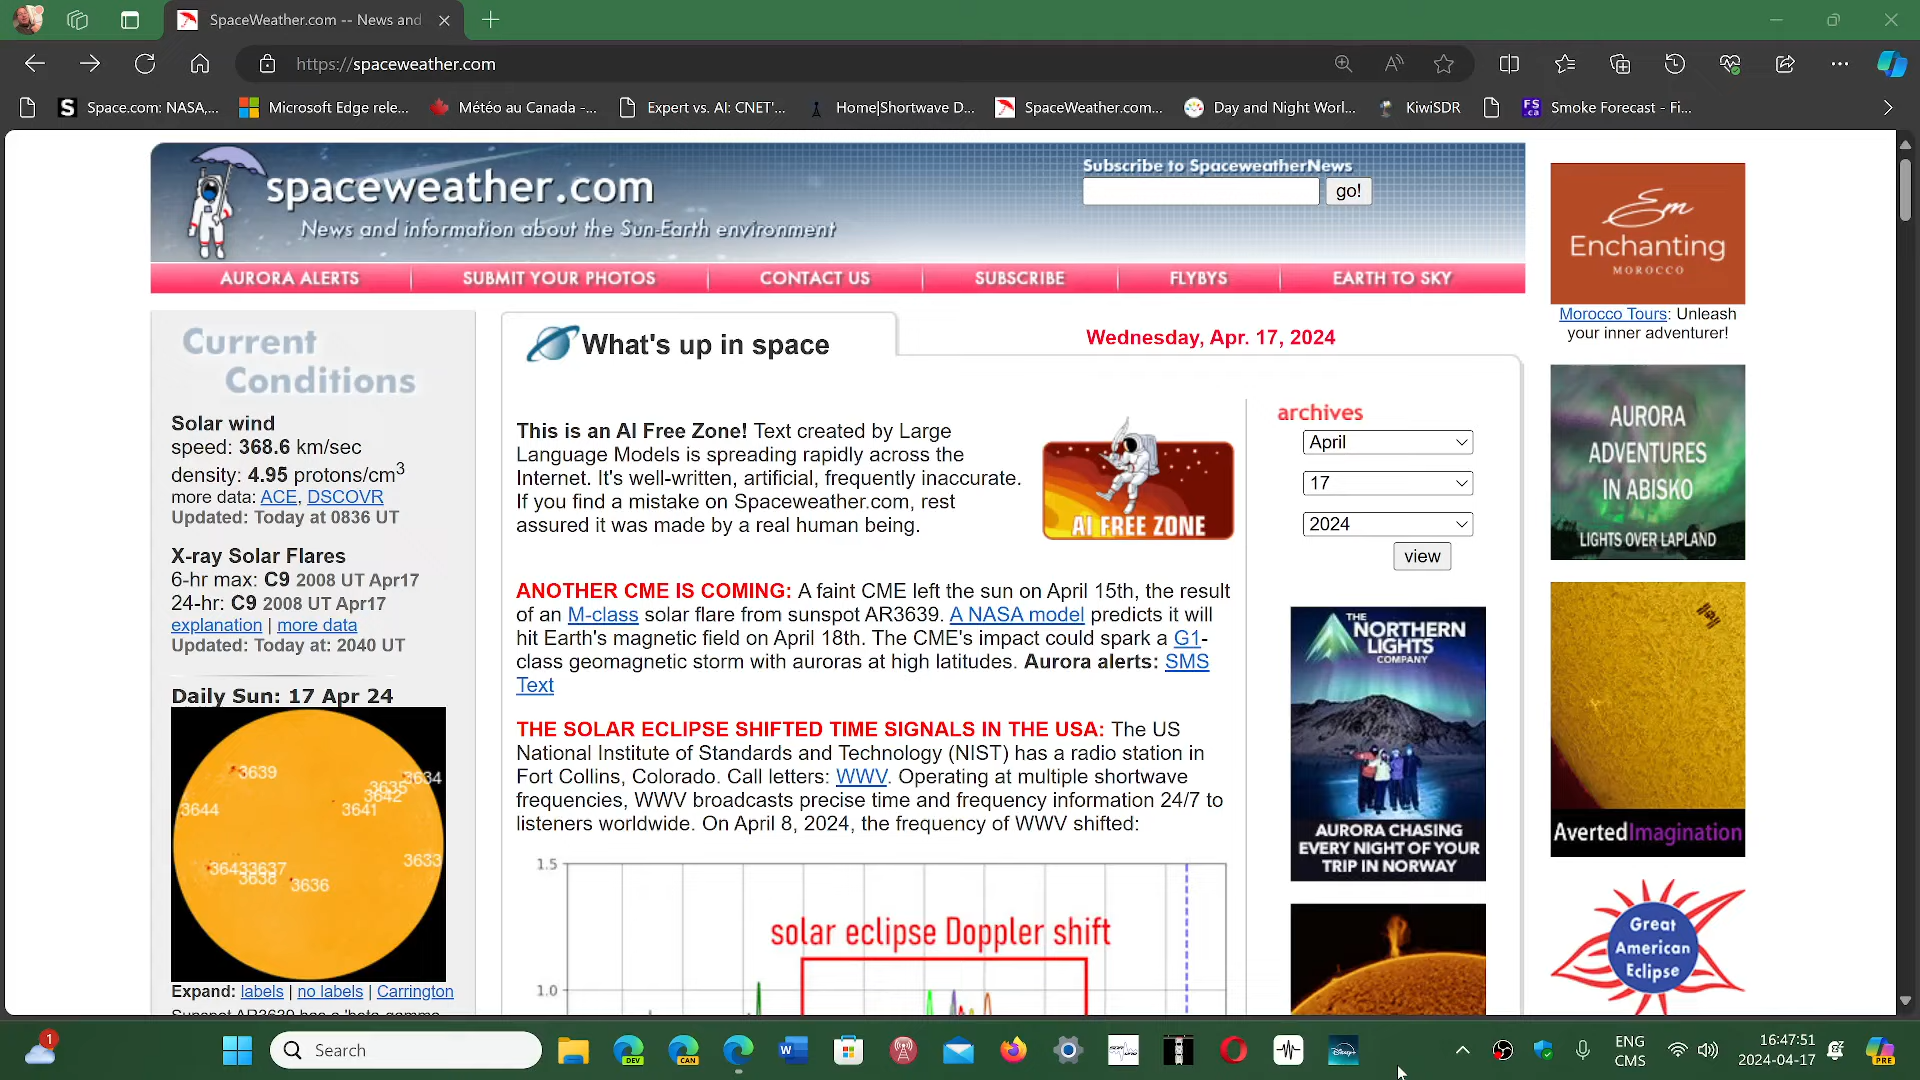 SpaceWeather.com -- News and
https://spaceweather.com
Space.com: NASA,...
Microsoft Edge rele...
Météo au Canada -...
Expert vs. AI: CNET'...
Home|Shortwave D...
SpaceWeather.com...
Day and Night Worl...
KiwiSDR
FS .ca
Smoke Forecast - Fi...
spaceweather.com
News and information about the Sun-Earth environment
Subscribe to SpaceweatherNews
go!
AURORA ALERTS
SUBMIT YOUR PHOTOS
CONTACT US
SUBSCRIBE
FLYBYS
EARTH TO SKY
Current
Conditions
Solar wind
speed: 368.6 km/sec
density: 4.95 protons/cm3
more data: ACE, DSCOVR
Updated: Today at 0836 UT
X-ray Solar Flares
6-hr max: C9 2008 UT Apr17
24-hr: C9 2008 UT Apr17
explanation | more data
Updated: Today at: 2040 UT
Daily Sun: 17 Apr 24
3639
3634
3635
3642
3644
3641
3633
3643
3637
3638
3636
Expand: labels | no labels | Carrington
What's up in space
Wednesday, Apr. 17, 2024
This is an AI Free Zone! Text created by Large
Language Models is spreading rapidly across the
Internet. It's well-written, artificial, frequently inaccurate.
If you find a mistake on Spaceweather.com, rest
assured it was made by a real human being.
AI FREE ZONE
ANOTHER CME IS COMING: A faint CME left the sun on April 15th, the result
of an M-class solar flare from sunspot AR3639. A NASA model predicts it will
hit Earth's magnetic field on April 18th. The CME's impact could spark a G1-
class geomagnetic storm with auroras at high latitudes. Aurora alerts: SMS
Text
THE SOLAR ECLIPSE SHIFTED TIME SIGNALS IN THE USA: The US
National Institute of Standards and Technology (NIST) has a radio station in
Fort Collins, Colorado. Call letters: WWV. Operating at multiple shortwave
frequencies, WWV broadcasts precise time and frequency information 24/7 to
listeners worldwide. On April 8, 2024, the frequency of WWV shifted:
1.5
solar eclipse Doppler shift
1.0
archives
April
17
2024
view
THE
NORTHERN
LIGHTS
COMPANY
AURORA CHASING
EVERY NIGHT OF YOUR
TRIP IN NORWAY
Em
Enchanting
MOROCCO
Morocco Tours: Unleash
your inner adventurer!
AURORA
ADVENTURES
IN ABISKO
LIGHTS OVER LAPLAND
AvertedImagination
Great
American
Eclipse
1
Search
DEV
CAN
Disney+
ENG
CMS
16:47:51
2024-04-17
PRE